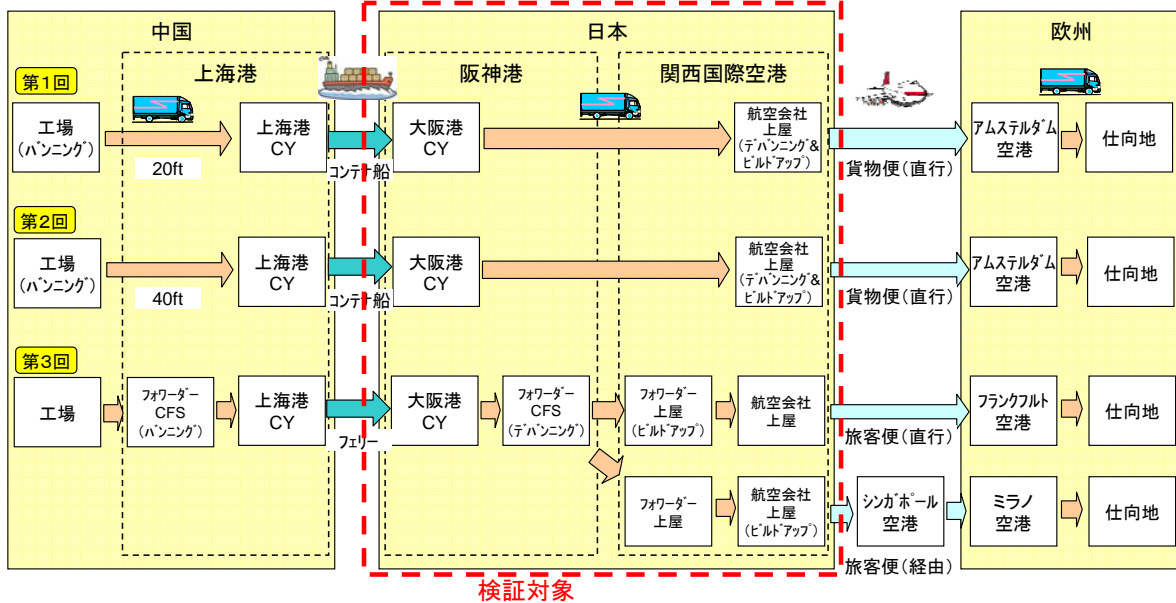 中国
日本
欧州
上海港
阪神港
関西国際空港
第1回
工場
(バンニング)
20ft
上海港
CY
コンテナ船
大阪港
CY
航空会社
上屋
(デバンニング&
ビルドアップ)
貨物便(直行)
アムステルダム
空港
仕向地
第2回
工場
(バンニング)
40ft
上海港
CY
コンテナ船
大阪港
CY
航空会社
上屋
(デバンニング&
ビルドアップ)
貨物便(直行)
アムステルダム
空港
仕向地
第3回
工場
フォワーダー
CFS
(バンニング)
上海港
CY
フェリー
大阪港
CY
フォワーダー
CFS
(デバンニング)
フォワーダー
上屋
(ビルドアップ)
航空会社
上屋
旅客便(直行)
フランクフルト
空港
仕向地
フォワーダー
上屋
航空会社
上屋
(ビルドアップ)
シンガポール
空港
旅客便(経由)
ミラノ
空港
仕向地
検証対象